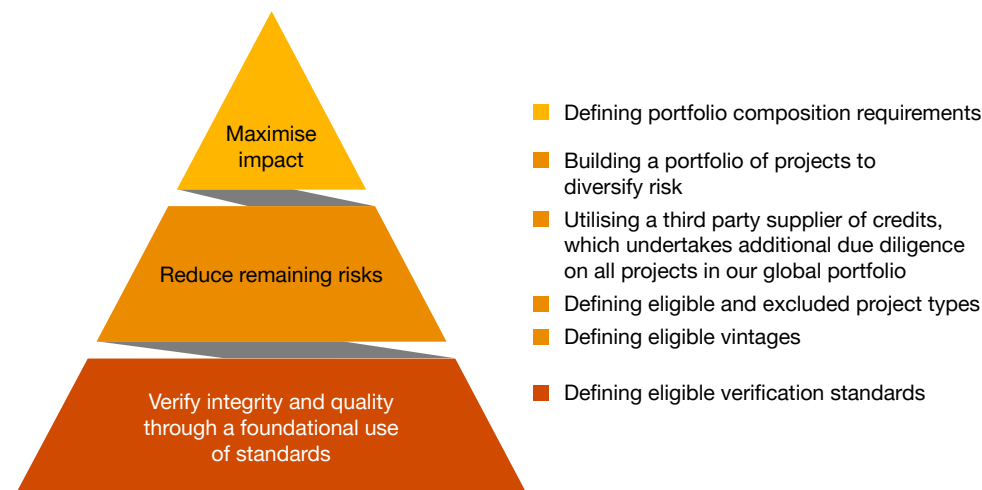 Maximise
impact
Reduce remaining risks
Verify integrity and quality
through a foundational use
of standards
Defining portfolio composition requirements
Building a portfolio of projects to
diversify risk
Utilising a third party supplier of credits,
which undertakes additional due diligence
on all projects in our global portfolio
Defining eligible and excluded project types
Defining eligible vintages
Defining eligible verification standards